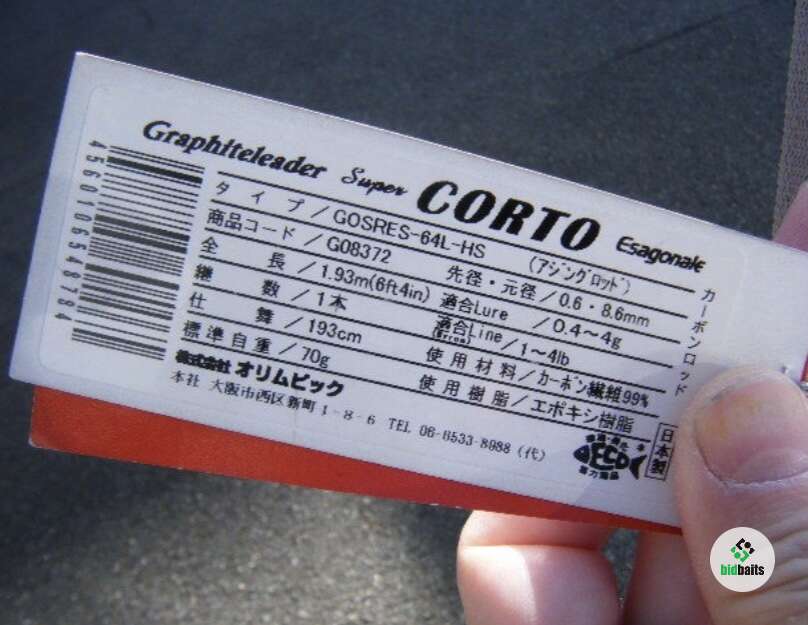 Graphiteleader Super CORTO Esagonale
タイプ／GOSRES-64L-HS (アジングロッド)
商品コード／G08372 先径・元径／0.6・8.6mm
全長／1.93m(6ft4in) 適合Lure／0.4～4g
継数／1本 適合Line／1～4lb
仕舞／193cm 使用材料／カーボン繊維99%
標準自重／70g 使用樹脂／エポキシ樹脂
株式会社 オリムピック
本社 大阪市西区新町1-8-6 TEL 06-6533-8988（代）
カーボンロッド
日本製
ECO
4560106548784
bidbaits